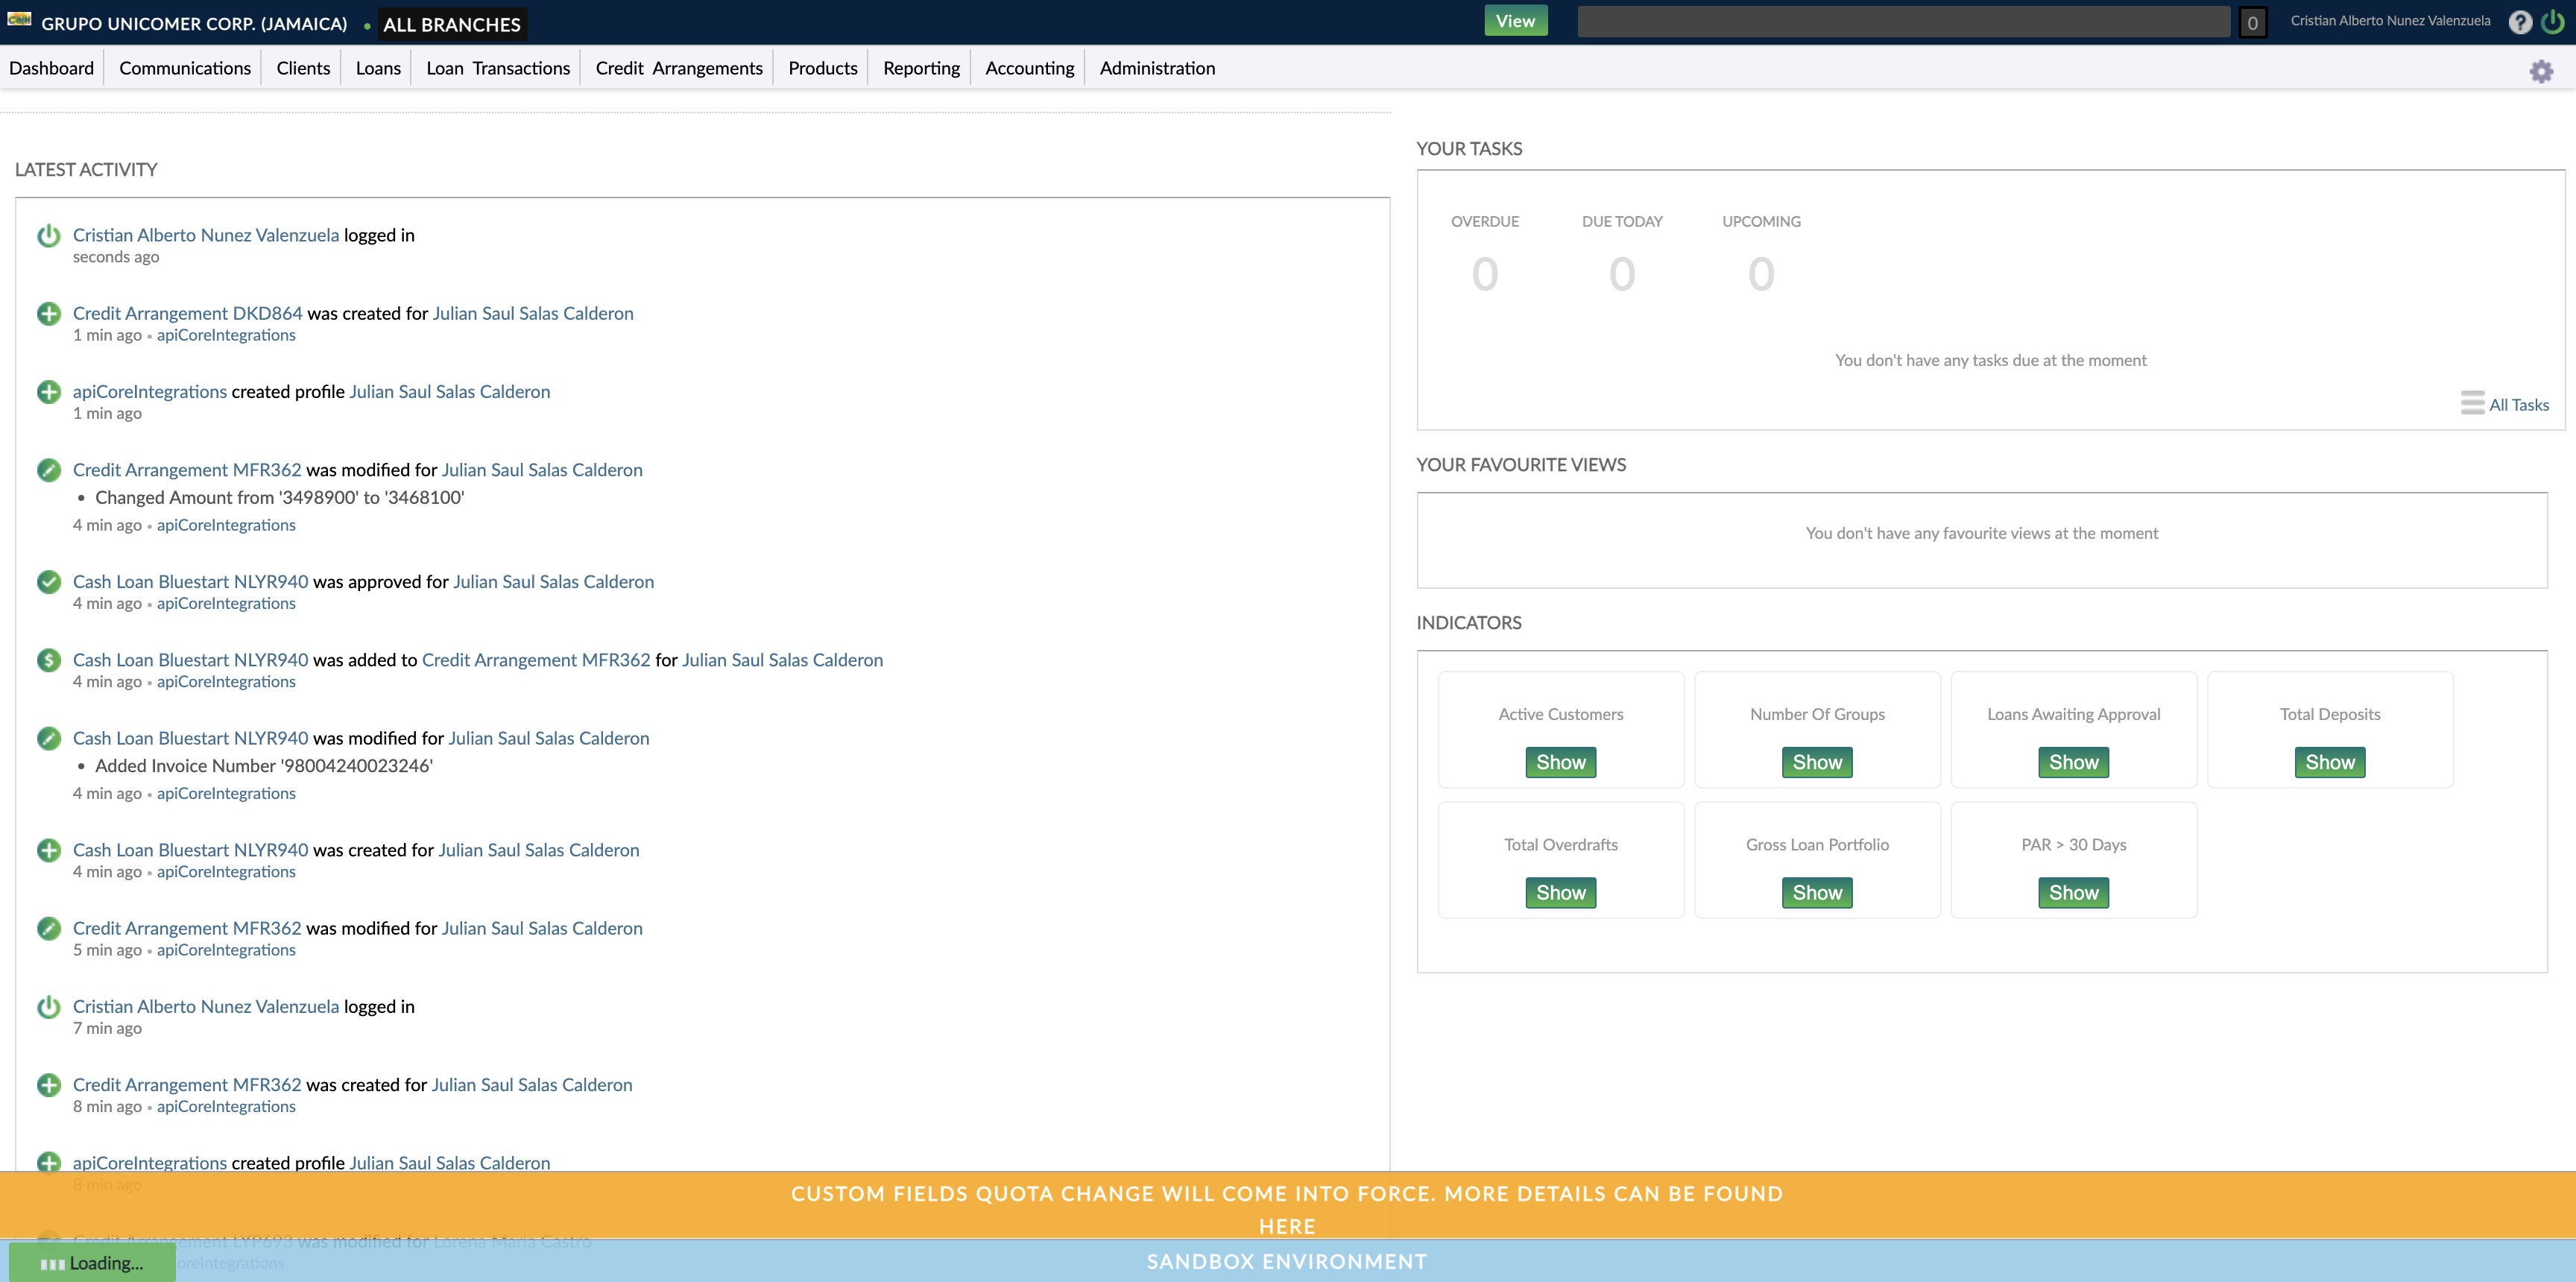 GRUPO UNICOMER CORP. (JAMAICA) • ALL BRANCHES
View
0
Cristian Alberto Nunez Valenzuela
?
Dashboard
Communications
Clients
Loans
Loan Transactions
Credit Arrangements
Products
Reporting
Accounting
Administration
LATEST ACTIVITY
Cristian Alberto Nunez Valenzuela logged in
seconds ago
Credit Arrangement DKD864 was created for Julian Saul Salas Calderon
1 min ago • apiCoreIntegrations
apiCoreIntegrations created profile Julian Saul Salas Calderon
1 min ago
Credit Arrangement MFR362 was modified for Julian Saul Salas Calderon
• Changed Amount from '3498900' to '3468100'
4 min ago • apiCoreIntegrations
Cash Loan Bluestart NLYR940 was approved for Julian Saul Salas Calderon
4 min ago • apiCoreIntegrations
Cash Loan Bluestart NLYR940 was added to Credit Arrangement MFR362 for Julian Saul Salas Calderon
4 min ago • apiCoreIntegrations
Cash Loan Bluestart NLYR940 was modified for Julian Saul Salas Calderon
• Added Invoice Number '98004240023246'
4 min ago • apiCoreIntegrations
Cash Loan Bluestart NLYR940 was created for Julian Saul Salas Calderon
4 min ago • apiCoreIntegrations
Credit Arrangement MFR362 was modified for Julian Saul Salas Calderon
5 min ago • apiCoreIntegrations
Cristian Alberto Nunez Valenzuela logged in
7 min ago
Credit Arrangement MFR362 was created for Julian Saul Salas Calderon
8 min ago • apiCoreIntegrations
apiCoreIntegrations created profile Julian Saul Salas Calderon
8 min ago
Credit Arrangement LYP693 was modified for Lorena Maria Castro
YOUR TASKS
OVERDUE
DUE TODAY
UPCOMING
0
0
0
You don't have any tasks due at the moment
All Tasks
YOUR FAVOURITE VIEWS
You don't have any favourite views at the moment
INDICATORS
Active Customers
Show
Number Of Groups
Show
Loans Awaiting Approval
Show
Total Deposits
Show
Total Overdrafts
Show
Gross Loan Portfolio
Show
PAR > 30 Days
Show
CUSTOM FIELDS QUOTA CHANGE WILL COME INTO FORCE. MORE DETAILS CAN BE FOUND
HERE
Loading...
SANDBOX ENVIRONMENT